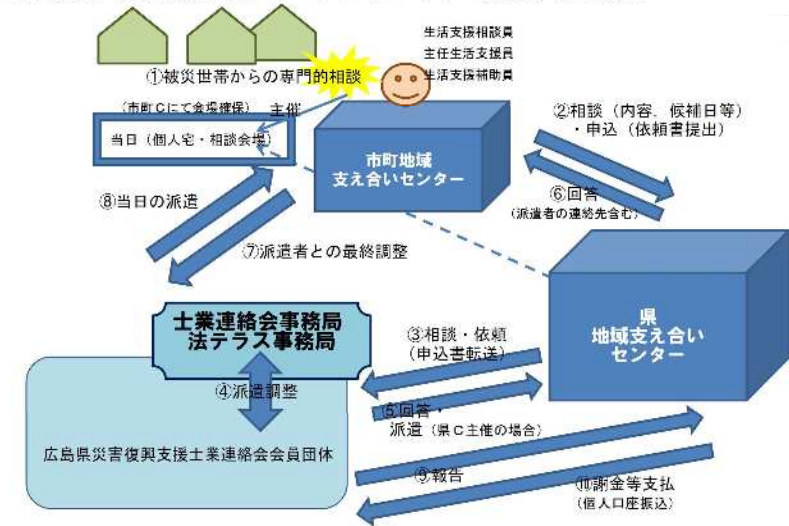 生活支援相談員
主任生活支援員
生活支援補助員
①被災世帯からの専門的相談
(市町Cにて会場確保)
主催
当日(個人宅・相談会場)
市町地域
支え合いセンター
②相談(内容、候補日等)
・申込(依頼書提出)
⑥回答
(派遣者の連絡先含む)
⑧当日の派遣
⑦派遣者との最終調整
県
地域支え合い
センター
士業連絡会事務局
法テラス事務局
③相談・依頼
(申込書転送)
④派遣調整
⑤回答・
派遣(県C主催の場合)
広島県災害復興支援士業連絡会会員団体
⑨報告
⑩謝金等支払
(個人口座振込)